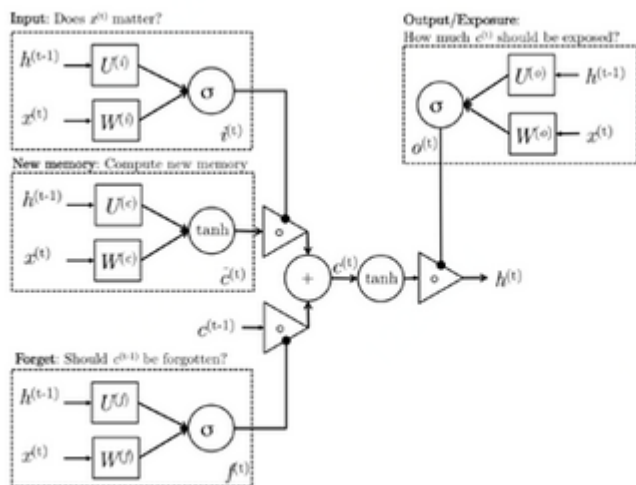 Input: Does x(t) matter?
h(t-1)
U(i)
σ
x(t)
W(i)
i(t)
New memory: Compute new memory
h(t-1)
U(c)
tanh
x(t)
W(c)
c̃(t)
c(t-1)
Forget: Should c(t-1) be forgotten?
h(t-1)
U(f)
σ
x(t)
W(f)
f(t)
+
c(t)
tanh
h(t)
Output/Exposure:
How much c(t) should be exposed?
U(o)
h(t-1)
σ
W(o)
x(t)
o(t)